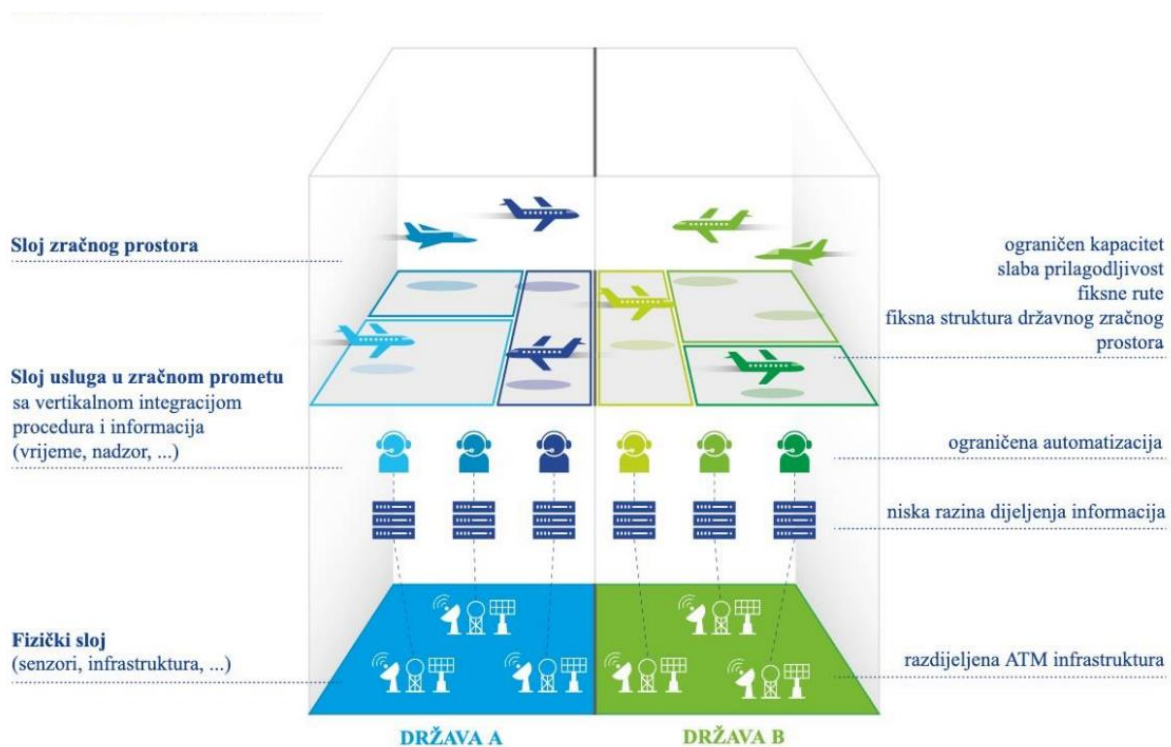 Sloj zračnog prostora
Sloj usluga u zračnom prometu
sa vertikalnom integracijom
procedura i informacija
(vrijeme, nadzor, ...)
Fizički sloj
(senzori, infrastruktura, ...)
ograničen kapacitet
slaba prilagodljivost
fiksne rute
fiksna struktura državnog zračnog
prostora
ograničena automatizacija
niska razina dijeljenja informacija
razdijeljena ATM infrastruktura
DRŽAVA A
DRŽAVA B